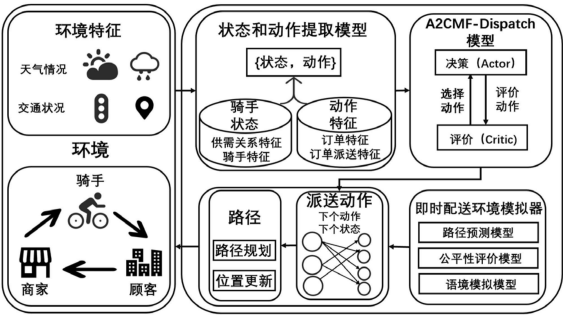 环境特征
天气情况
交通状况
环境
骑手
商家
顾客
状态和动作提取模型
{状态，动作}
骑手
状态
供需关系特征
骑手特征
动作
特征
订单特征
订单派送特征
A2CMF-Dispatch
模型
决策（Actor）
选择
动作
评价
动作
评价（Critic)
路径
路径规划
位置更新
派送动作
下个动作
下个状态
即时配送环境模拟器
路径预测模型
公平性评价模型
语境模拟模型